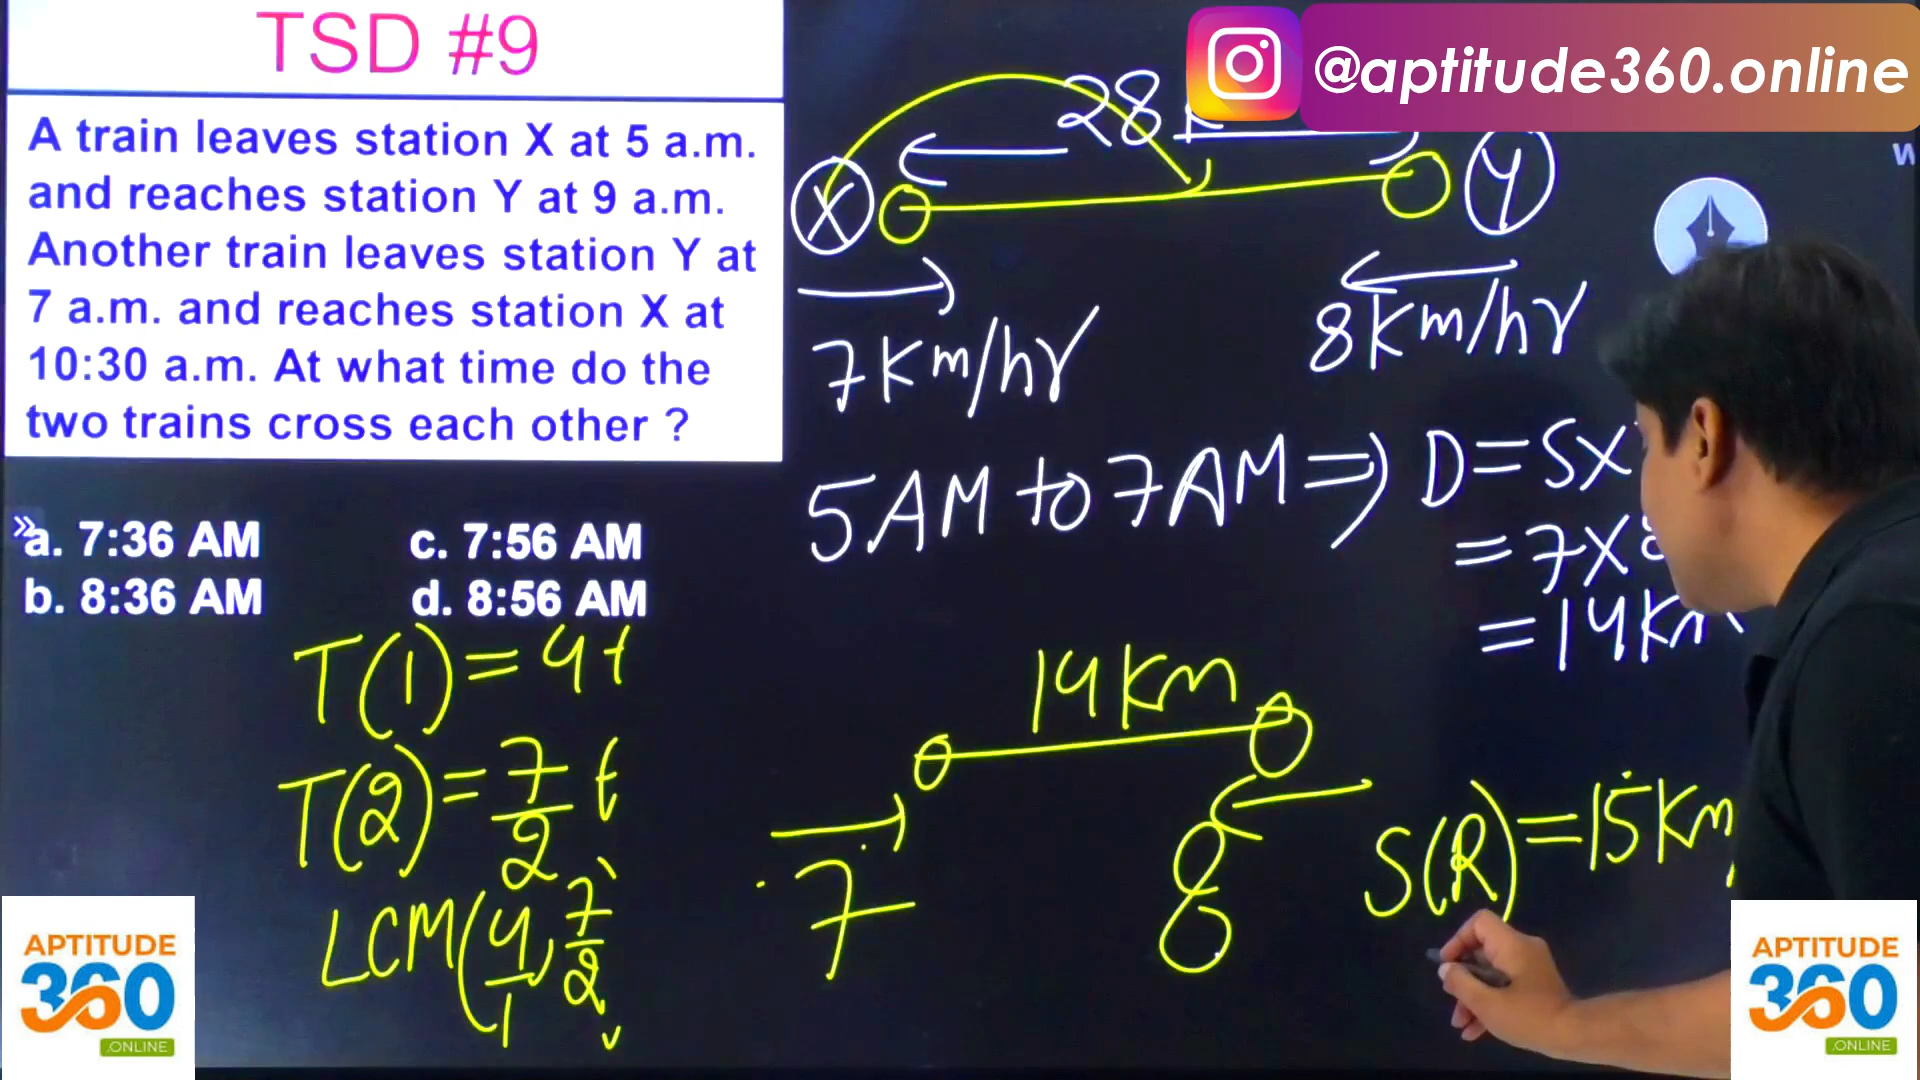 TSD #9
A train leaves station X at 5 a.m.
and reaches station Y at 9 a.m.
Another train leaves station Y at
7 a.m. and reaches station X at
10:30 a.m. At what time do the
two trains cross each other ?
a. 7:36 AM
c. 7:56 AM
b. 8:36 AM
d. 8:56 AM
T(1) = 4t
T(2) = 7/2 t
LCM(4/1, 7/2
@aptitude360.online
28 K
X
Y
7Km/hr
8Km/hr
5AM to 7AM ⇒ D = S×
= 7×
= 14Km
14Km
7
8
S(R) = 15Km
APTITUDE
360
.ONLINE
APTITUDE
360
.ONLINE